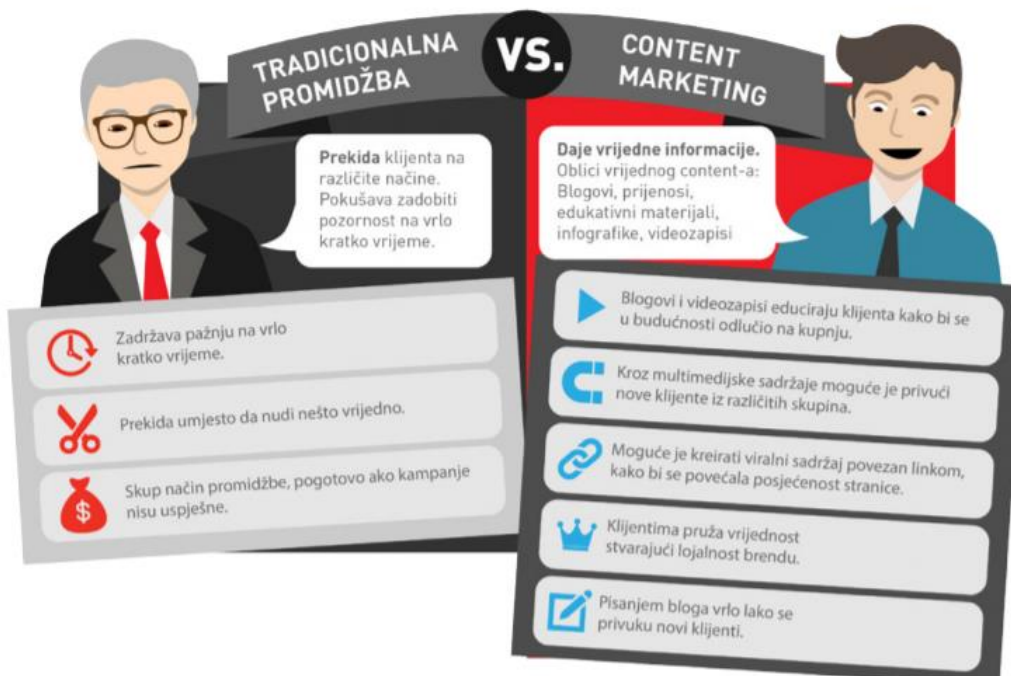 TRADICIONALNA
PROMIDŽBA
VS.
CONTENT
MARKETING
Prekida klijenta na
različite načine.
Pokušava zadobiti
pozornost na vrlo
kratko vrijeme.
Daje vrijedne informacije.
Oblici vrijednog content-a:
Blogovi, prijenosi,
edukativni materijali,
infografike, videozapisi
Zadržava pažnju na vrlo
kratko vrijeme.
Prekida umjesto da nudi nešto vrijedno.
$
Skup način promidžbe, pogotovo ako kampanje
nisu uspješne.
Blogovi i videozapisi educiraju klijenta kako bi se
u budućnosti odlučio na kupnju.
Kroz multimedijske sadržaje moguće je privući
nove klijente iz različitih skupina.
Moguće je kreirati viralni sadržaj povezan linkom,
kako bi se povećala posjećenost stranice.
Klijentima pruža vrijednost
stvarajući lojalnost brendu.
Pisanjem bloga vrlo lako se
privuku novi klijenti.